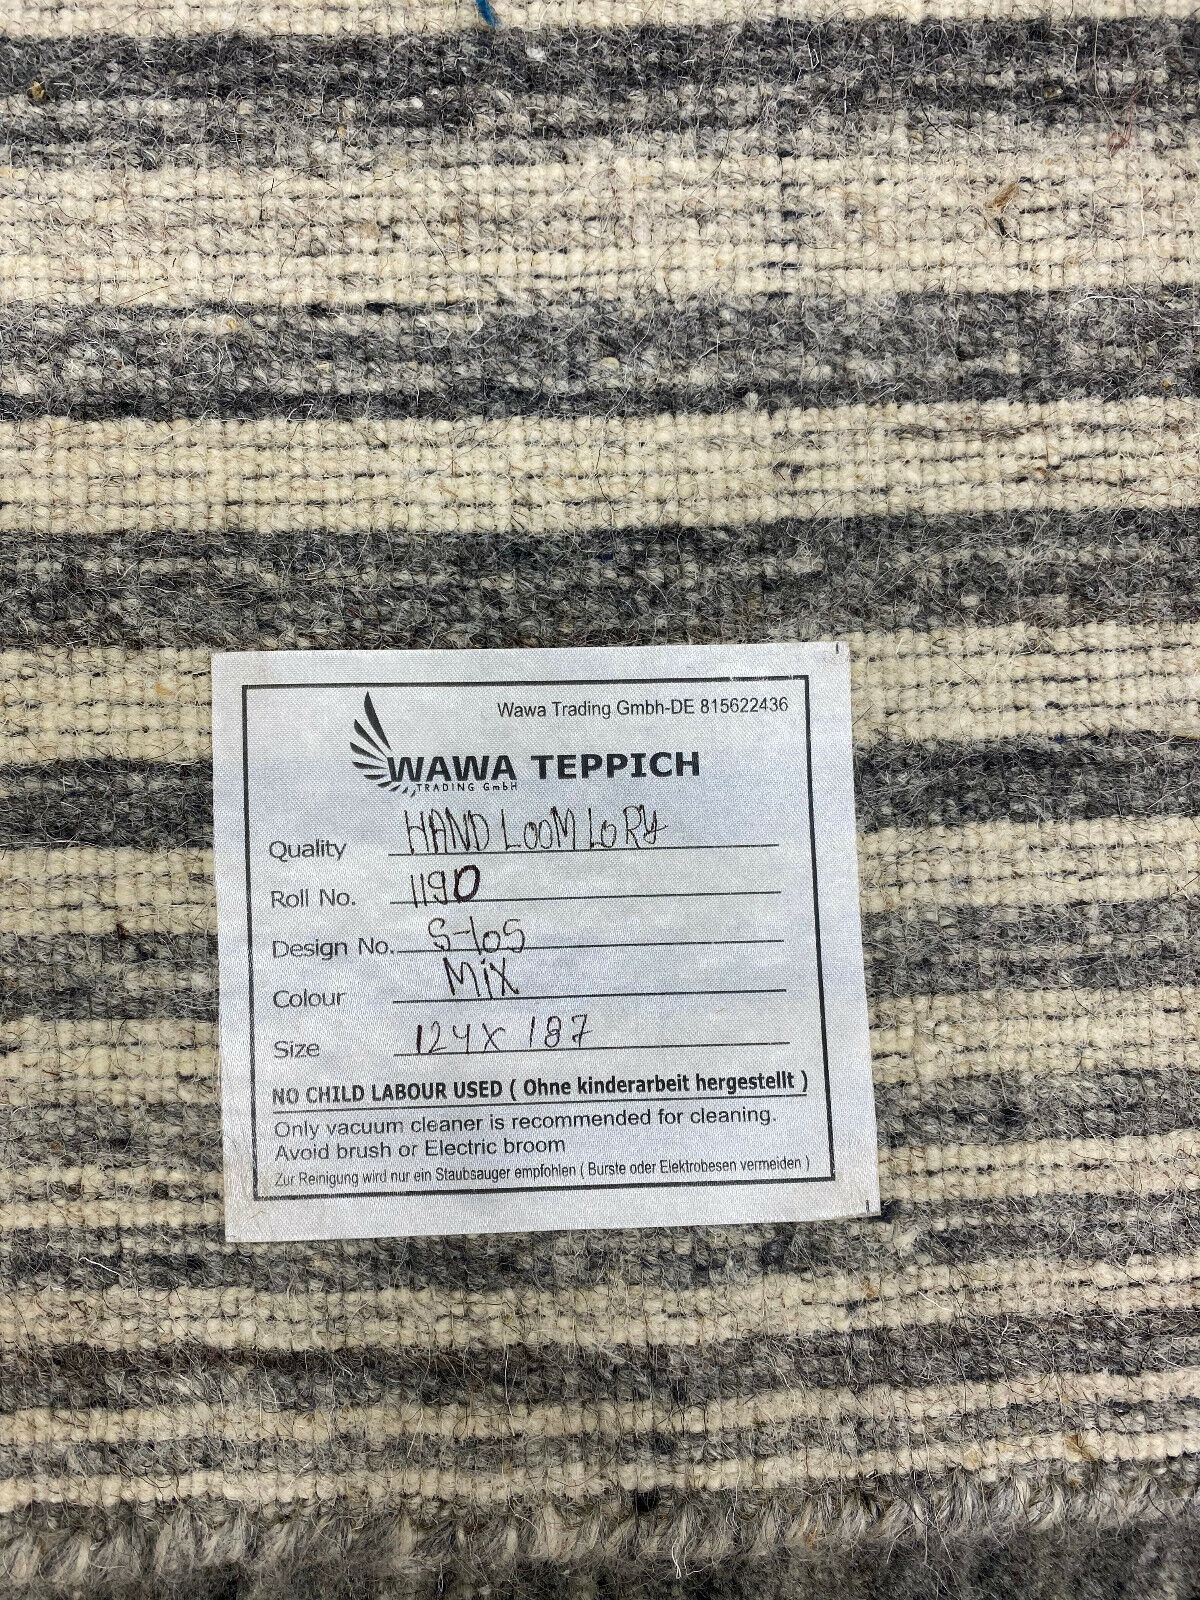 Wawa Trading Gmbh-DE 815622436
WAWA TEPPICH
TRADING GmbH
Quality HAND LOOM LORY
Roll No. 1190
Design No. S-105
Colour MIX
Size 124X 187
NO CHILD LABOUR USED ( Ohne kinderarbeit hergestellt )
Only vacuum cleaner is recommended for cleaning.
Avoid brush or Electric broom
Zur Reinigung wird nur ein Staubsauger empfohlen ( Burste oder Elektrobesen vermeiden )